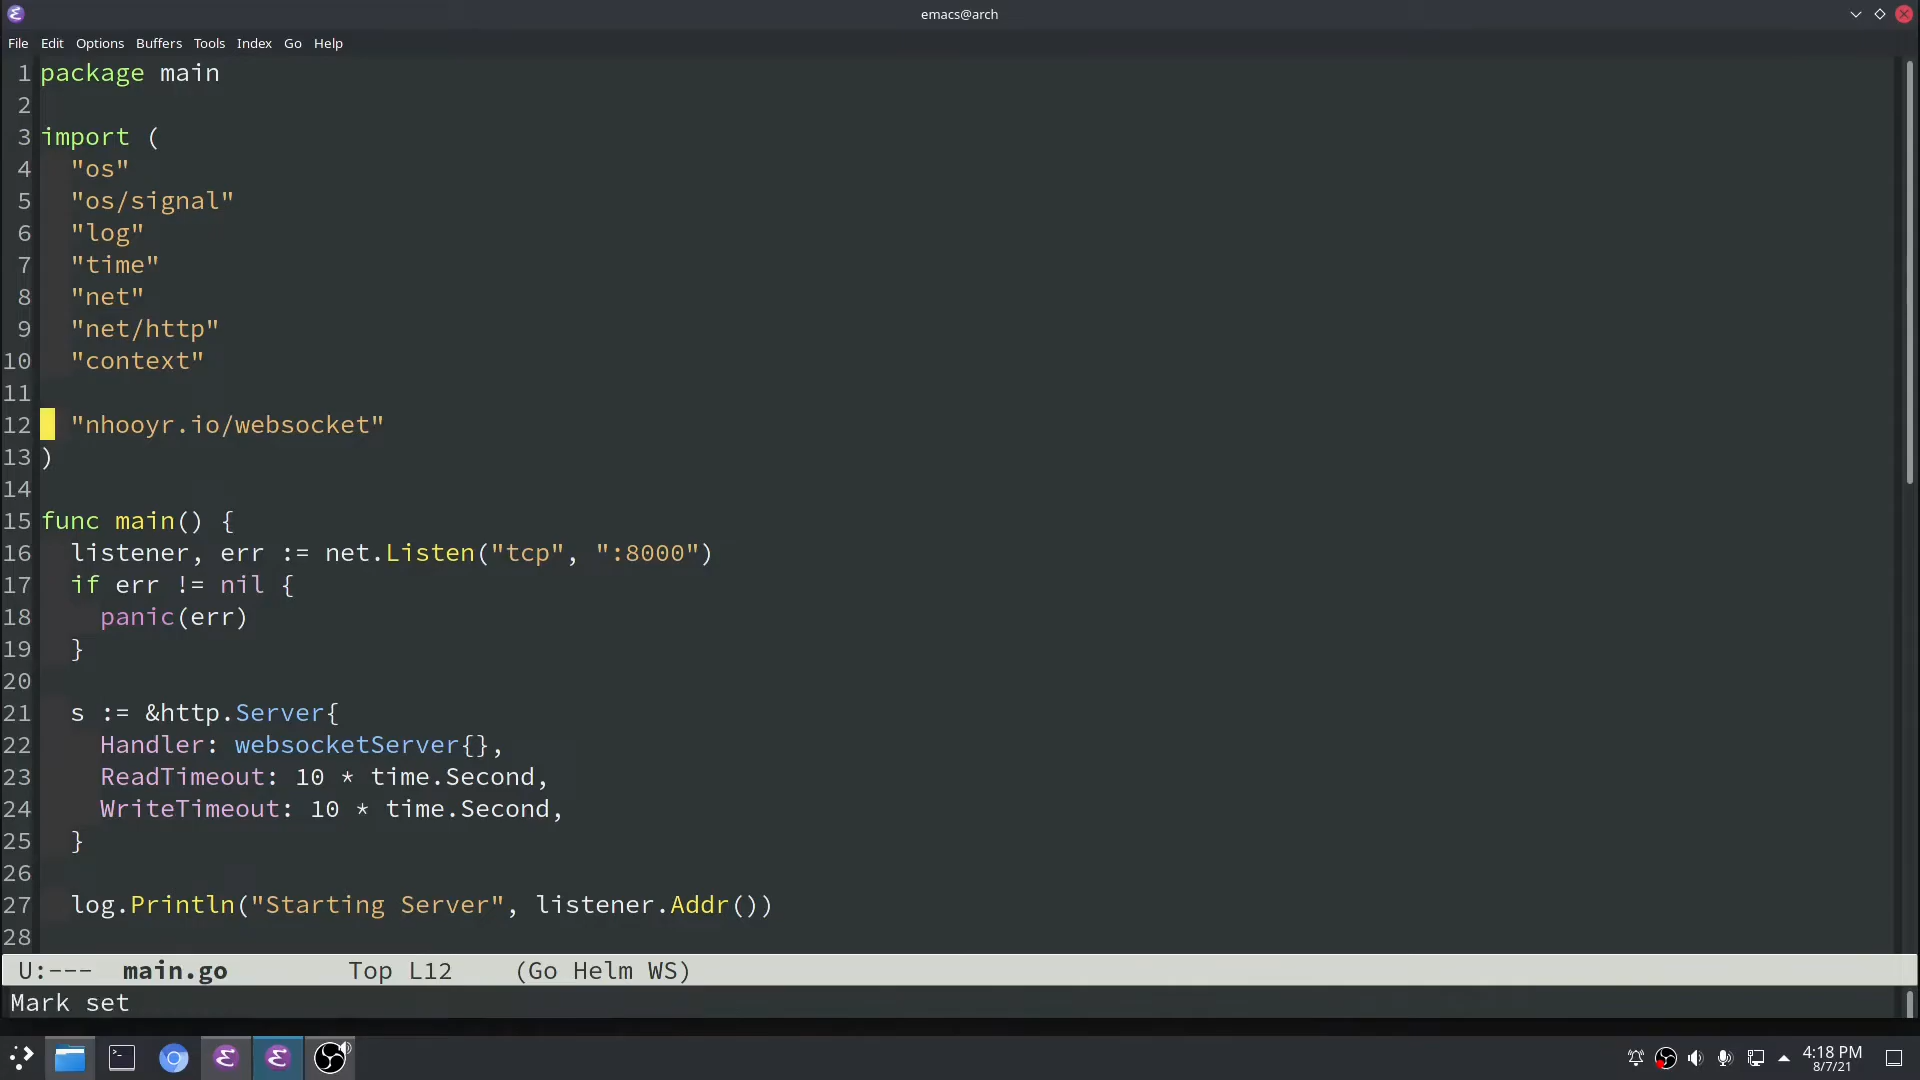 emacs@arch
File Edit Options Buffers Tools Index Go Help
1 package main
2
3 import (
4   "os"
5   "os/signal"
6   "log"
7   "time"
8   "net"
9   "net/http"
10   "context"
11
12   "nhooyr.io/websocket"
13 )
14
15 func main() {
16   listener, err := net.Listen("tcp", ":8000")
17   if err != nil {
18     panic(err)
19   }
20
21   s := &http.Server{
22     Handler: websocketServer{},
23     ReadTimeout: 10 * time.Second,
24     WriteTimeout: 10 * time.Second,
25   }
26
27   log.Println("Starting Server", listener.Addr())
28
U:--- main.go Top L12 (Go Helm WS)
Mark set
4:18 PM
8/7/21